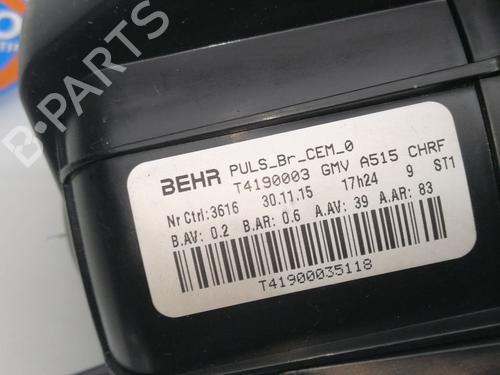 B-PARTS
BEHR PULS_Br_CEM_0
T4190003 GMV A515 CHRF
Nr Ctrl:3616 30.11.15 17h24 9 ST1
B.AV: 0.2 B.AR: 0.6 A.AV: 39 A.AR: 83
T41900035118